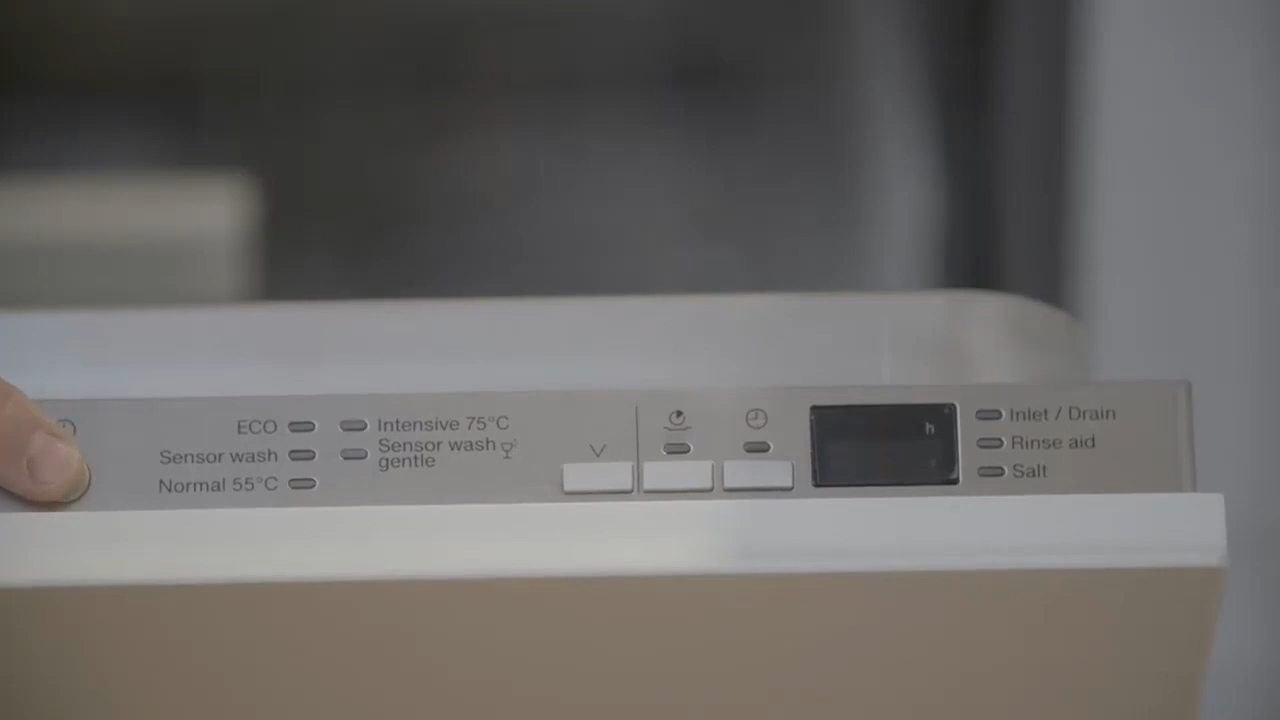 ECO
Sensor wash
Normal 55°C
Intensive 75°C
Sensor wash
gentle
h
Inlet / Drain
Rinse aid
Salt